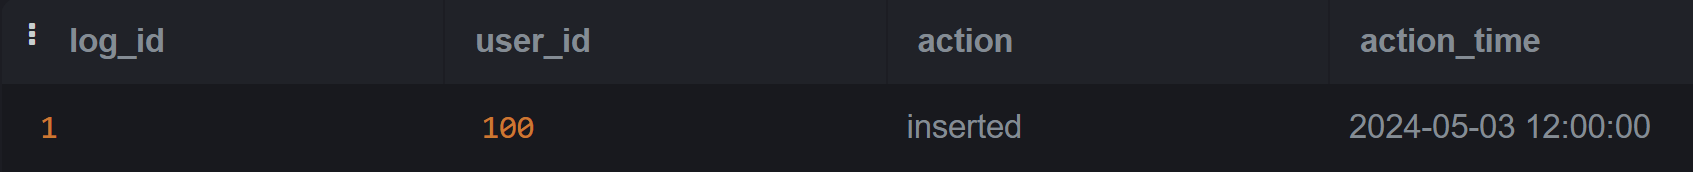 log_id user_id action action_time
1 100 inserted 2024-05-03 12:00:00